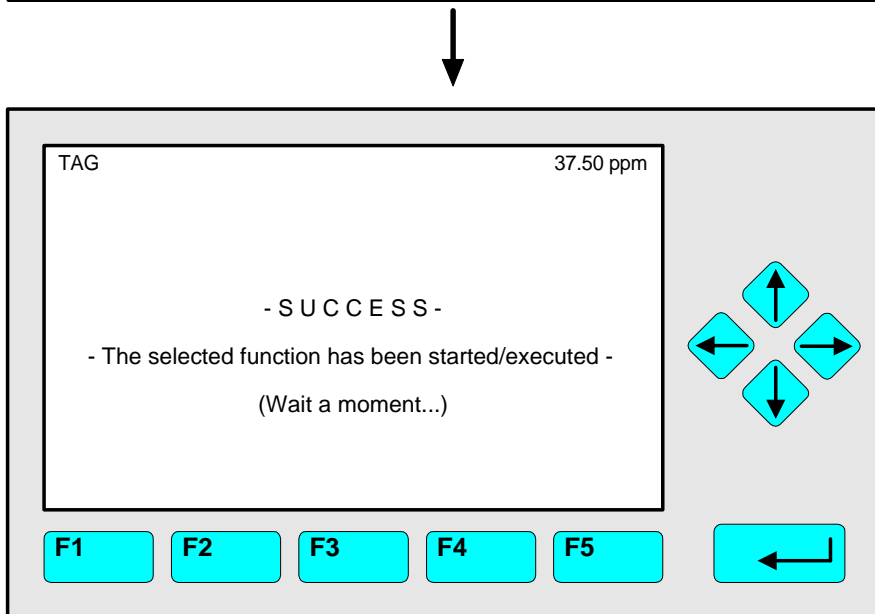 TAG 37.50 ppm
- S U C C E S S -
- The selected function has been started/executed -
(Wait a moment...)
F1 F2 F3 F4 F5